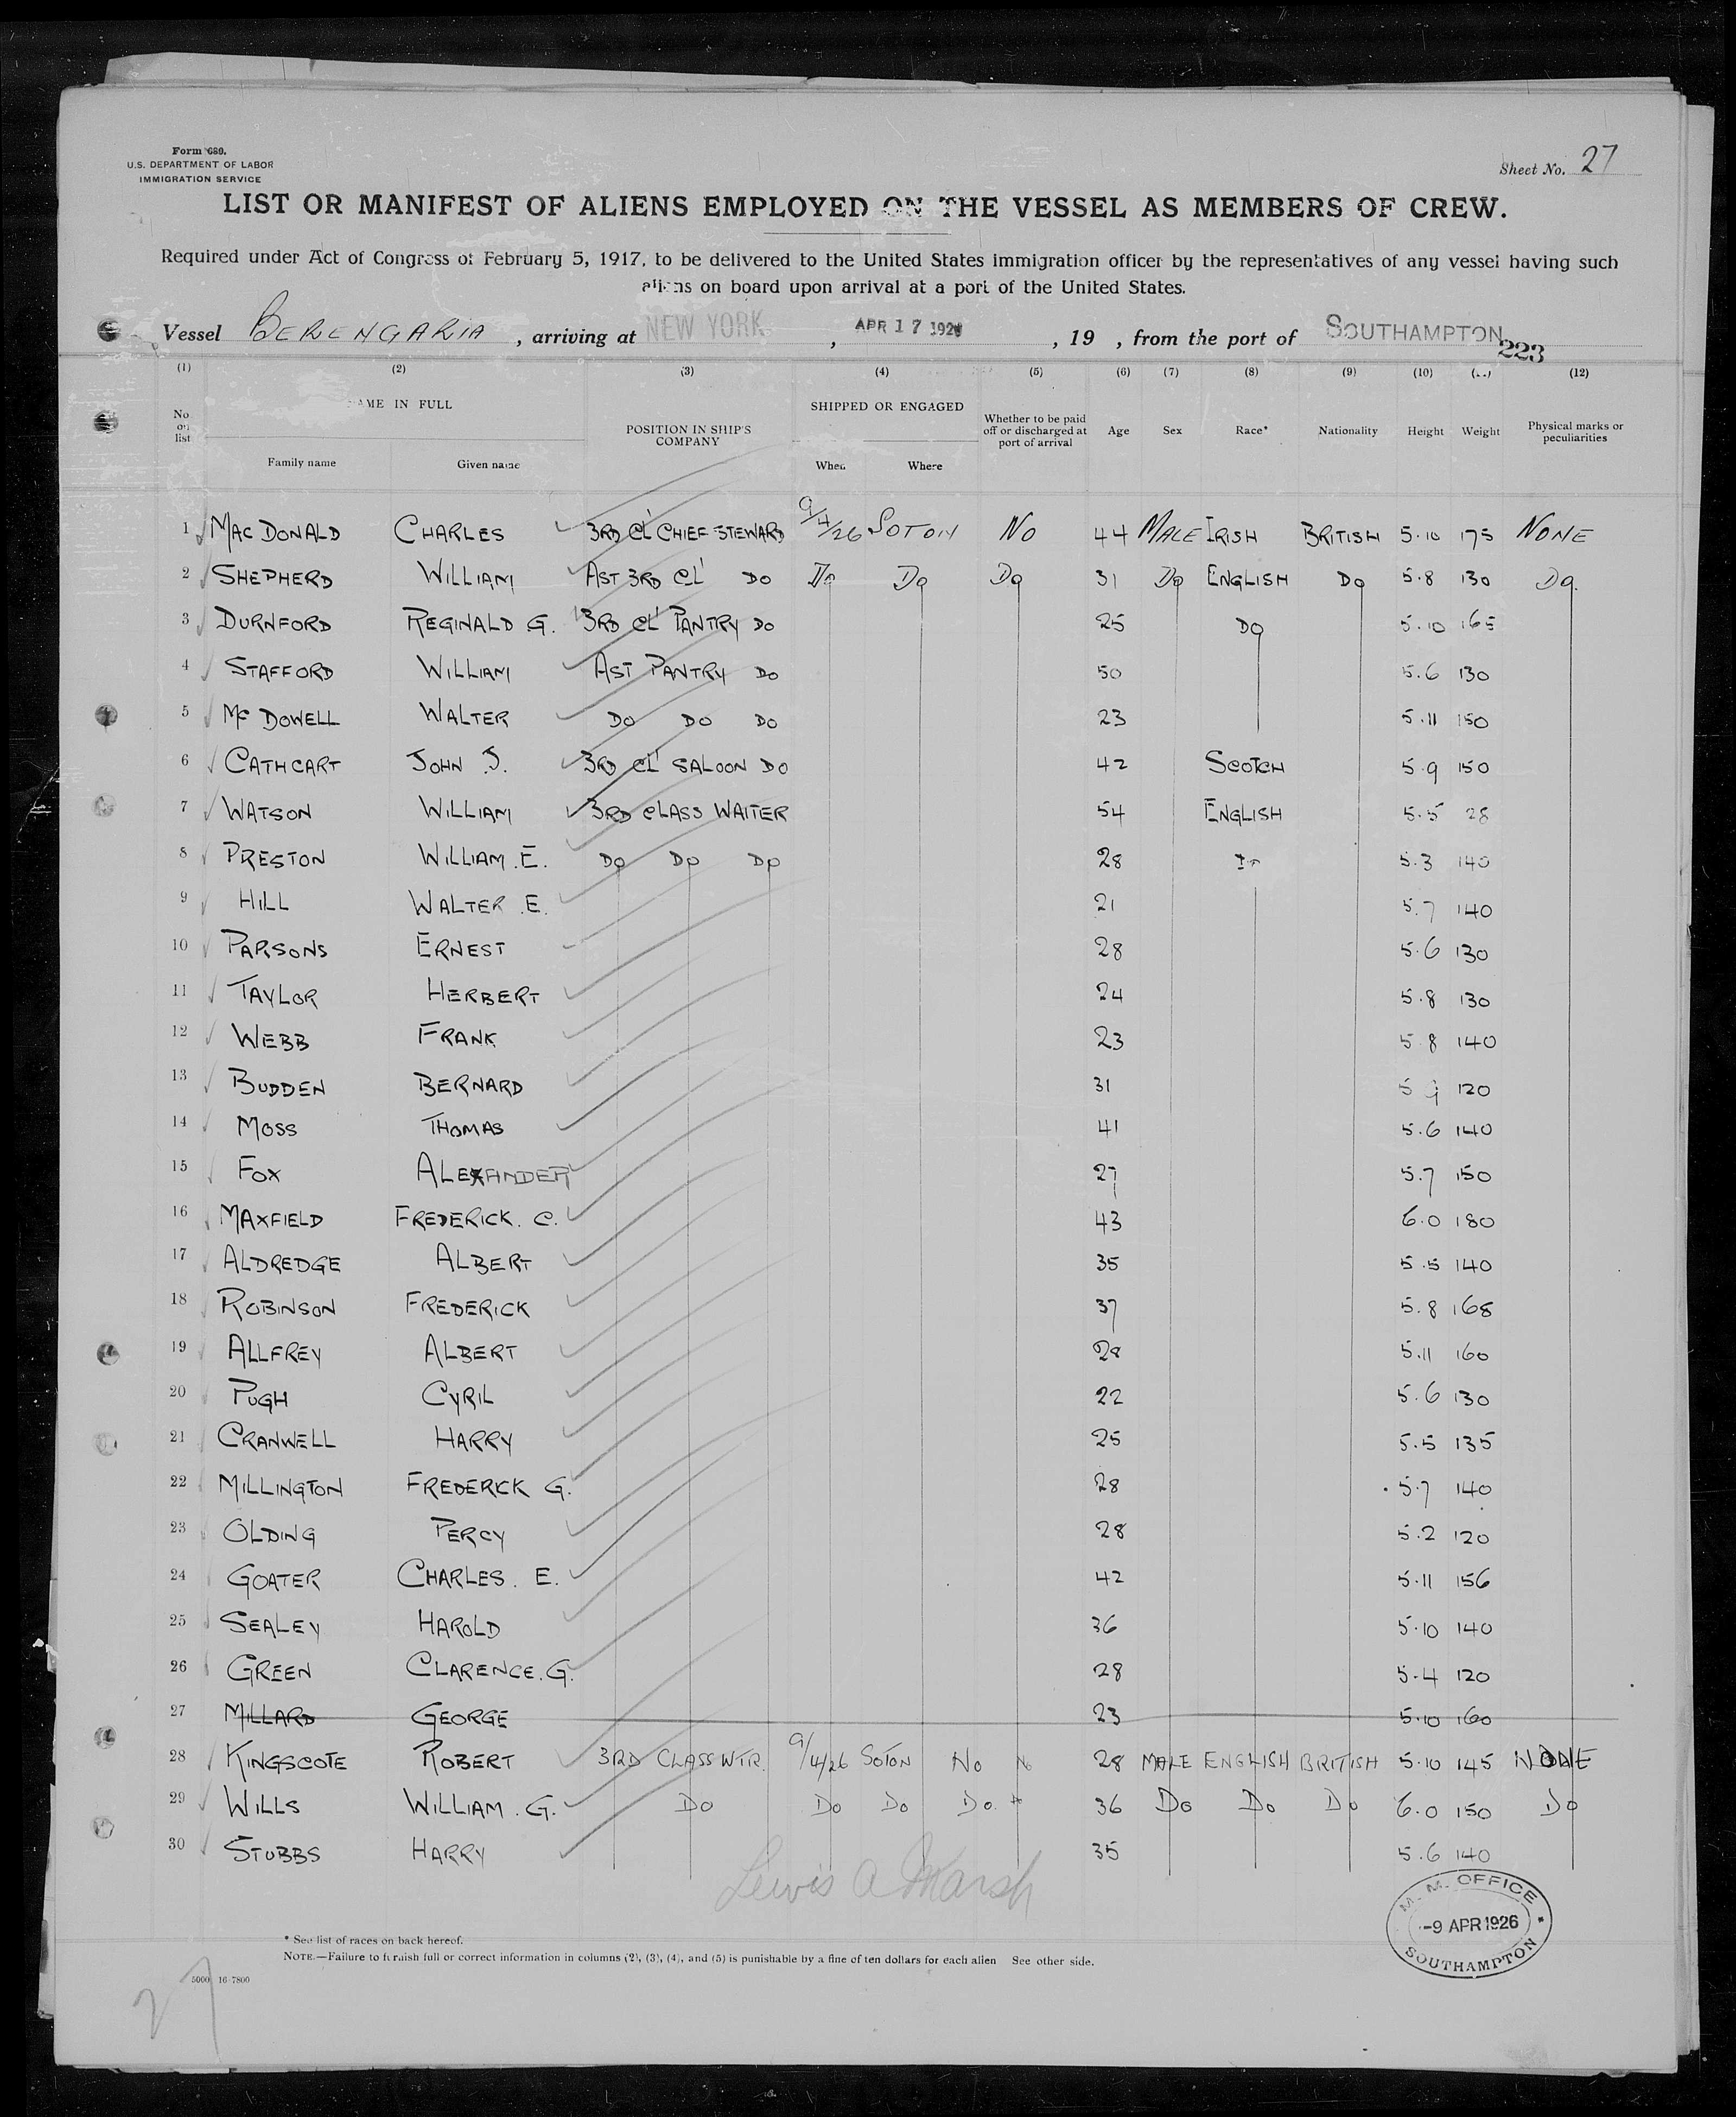 Form 689.
U.S. DEPARTMENT OF LABOR
IMMIGRATION SERVICE
Sheet No. 27
LIST OR MANIFEST OF ALIENS EMPLOYED ON THE VESSEL AS MEMBERS OF CREW.
Required under Act of Congress of February 5, 1917, to be delivered to the United States immigration officer by the representatives of any vessel having such
aliens on board upon arrival at a port of the United States.
Vessel BERENGARIA, arriving at NEW YORK, APR 17 1926, 19 , from the port of SOUTHAMPTON
223
(1) (2) (3) (4) (5) (6) (7) (8) (9) (10) (12)
No. on list NAME IN FULL Family name Given name POSITION IN SHIP'S COMPANY SHIPPED OR ENGAGED When Where Whether to be paid off or discharged at port of arrival Age Sex Race* Nationality Height Weight Physical marks or peculiarities
1 MACDONALD CHARLES 3RD CL CHIEF STEWARD 9/4/26 SOTON NO 44 MALE IRISH BRITISH 5.10 175 NONE
2 SHEPHERD WILLIAM AST 3RD CL DO DO DO DO 31 DO ENGLISH DO 5.8 130 DO.
3 DURNFORD REGINALD G. 3RD CL PANTRY DO 25 DO 5.10 165
4 STAFFORD WILLIAM AST PANTRY DO 50 5.6 130
5 MC DOWELL WALTER DO DO DO 23 5.11 150
6 CATHCART JOHN J. 3RD CL SALOON DO 42 SCOTCH 5.9 150
7 WATSON WILLIAM 3RD CLASS WAITER 54 ENGLISH 5.5 28
8 PRESTON WILLIAM.E. DO DO DO 28 DO 5.3 140
9 HILL WALTER.E. 21 5.7 140
10 PARSONS ERNEST 28 5.6 130
11 TAYLOR HERBERT 24 5.8 130
12 WEBB FRANK 23 5.8 140
13 BUDDEN BERNARD 31 5 9 120
14 MOSS THOMAS 41 5.6 140
15 FOX ALEXANDER 27 5.7 150
16 MAXFIELD FREDERICK. C. 43 6.0 180
17 ALDREDGE ALBERT 35 5.5 140
18 ROBINSON FREDERICK 37 5.8 168
19 ALLFREY ALBERT 28 5.11 160
20 PUGH CYRIL 22 5.6 130
21 CRANWELL HARRY 25 5.5 135
22 MILLINGTON FREDERICK G. 28 5.7 140
23 OLDING PERCY 28 5.2 120
24 GOATER CHARLES. E. 42 5.11 156
25 SEALEY HAROLD 36 5.10 140
26 GREEN CLARENCE.G. 28 5.4 120
27 MILLARD GEORGE 23 5.10 160
28 KINGSCOTE ROBERT 3RD CLASS WTR. 9/4/26 SOTON NO No 28 MALE ENGLISH BRITISH 5.10 145 NONE
29 WILLS WILLIAM.G. DO DO DO DO. 36 DO DO DO 6.0 150 DO
30 STUBBS HARRY 35 5.6 140
Lewis A Marsh
M. M. OFFICE
-9 APR 1926
SOUTHAMPTON
* See list of races on back hereof.
NOTE.—Failure to furnish full or correct information in columns (2), (3), (4), and (5) is punishable by a fine of ten dollars for each alien See other side.
5000 16-7800
27